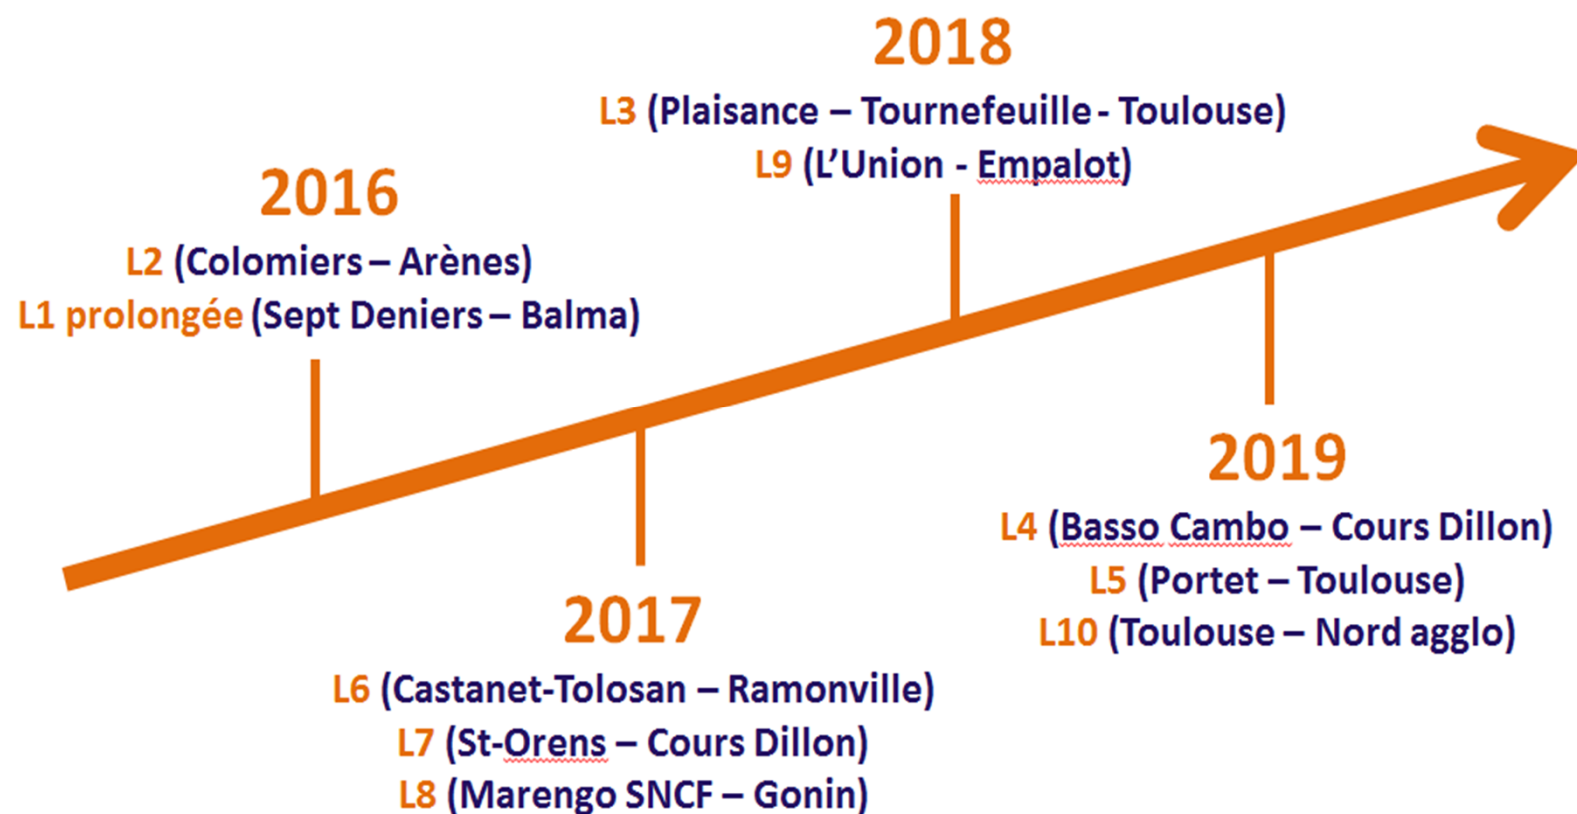 2016
L2 (Colomiers – Arènes)
L1 prolongée (Sept Deniers – Balma)
2017
L6 (Castanet-Tolosan – Ramonville)
L7 (St-Orens – Cours Dillon)
L8 (Marengo SNCF – Gonin)
2018
L3 (Plaisance – Tournefeuille - Toulouse)
L9 (L’Union - Empalot)
2019
L4 (Basso Cambo – Cours Dillon)
L5 (Portet – Toulouse)
L10 (Toulouse – Nord agglo)